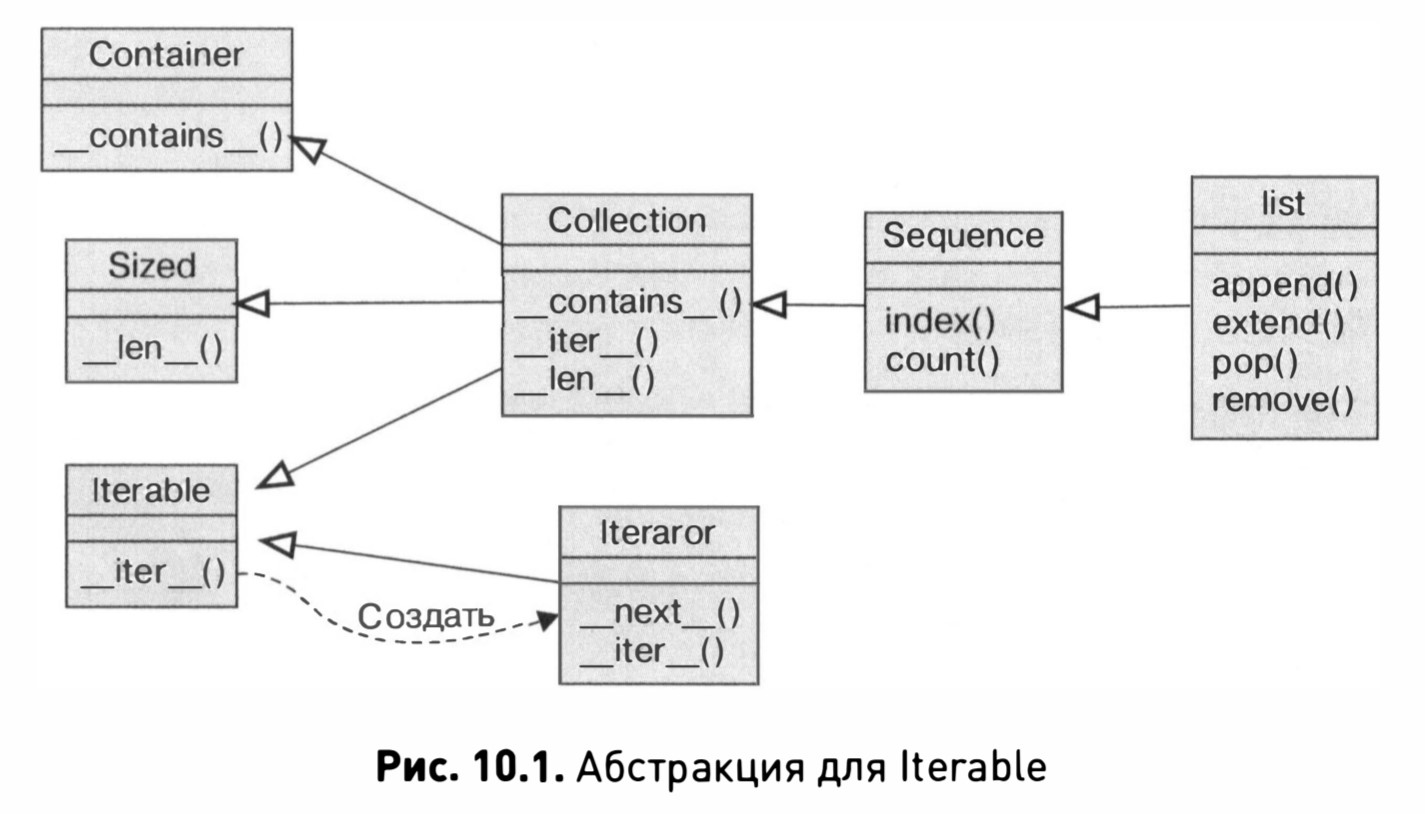 Container
__contains__()
Sized
__len__()
Iterable
__iter__()
Создать
Collection
__contains__()
__iter__()
__len__()
Iteraror
__next__()
__iter__()
Sequence
index()
count()
list
append()
extend()
pop()
remove()
Рис. 10.1. Абстракция для Iterable